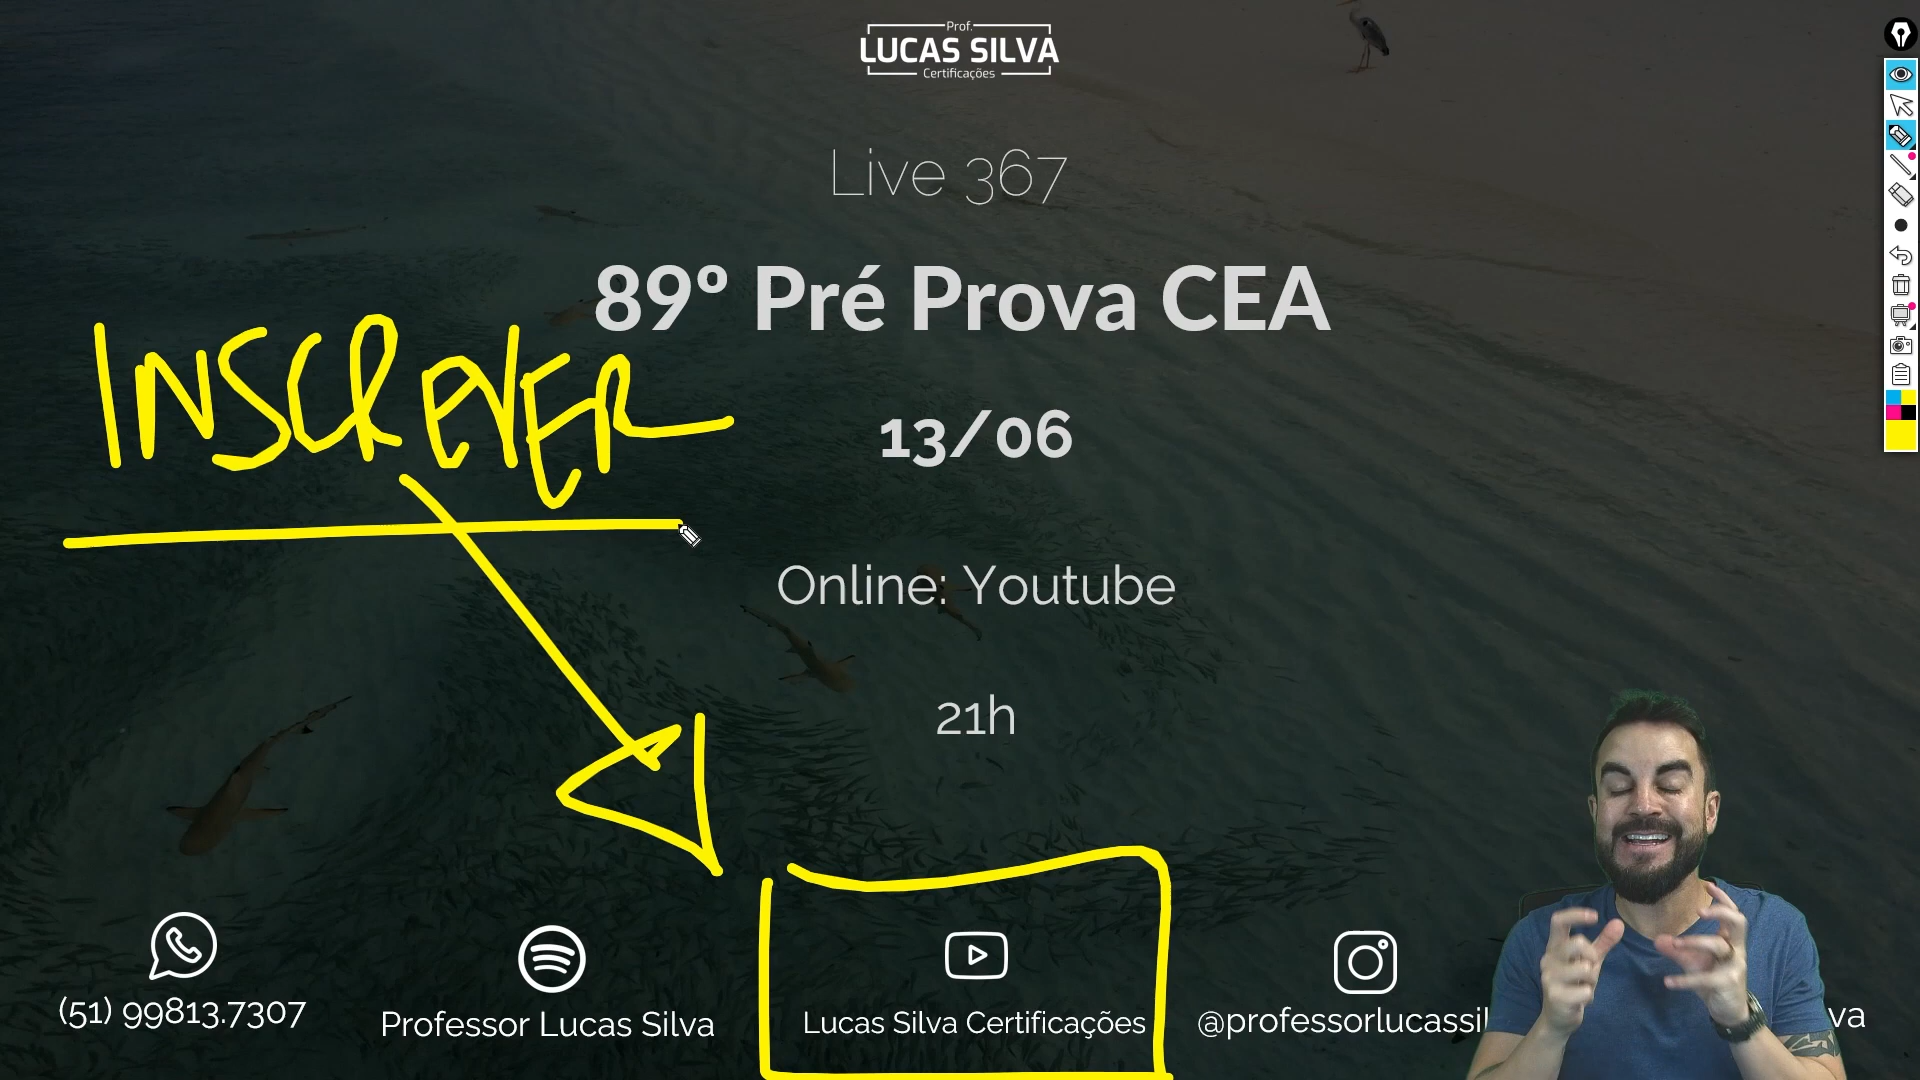 Prof.
LUCAS SILVA
Certificações
Live 367
89º Pré Prova CEA
INSCREVER
13/06
Online: Youtube
21h
(51) 99813.7307
Professor Lucas Silva
Lucas Silva Certificações
@professorlucassil
va